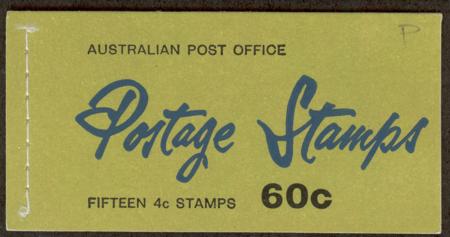 P
AUSTRALIAN POST OFFICE
Postage Stamps
FIFTEEN 4c STAMPS 60c